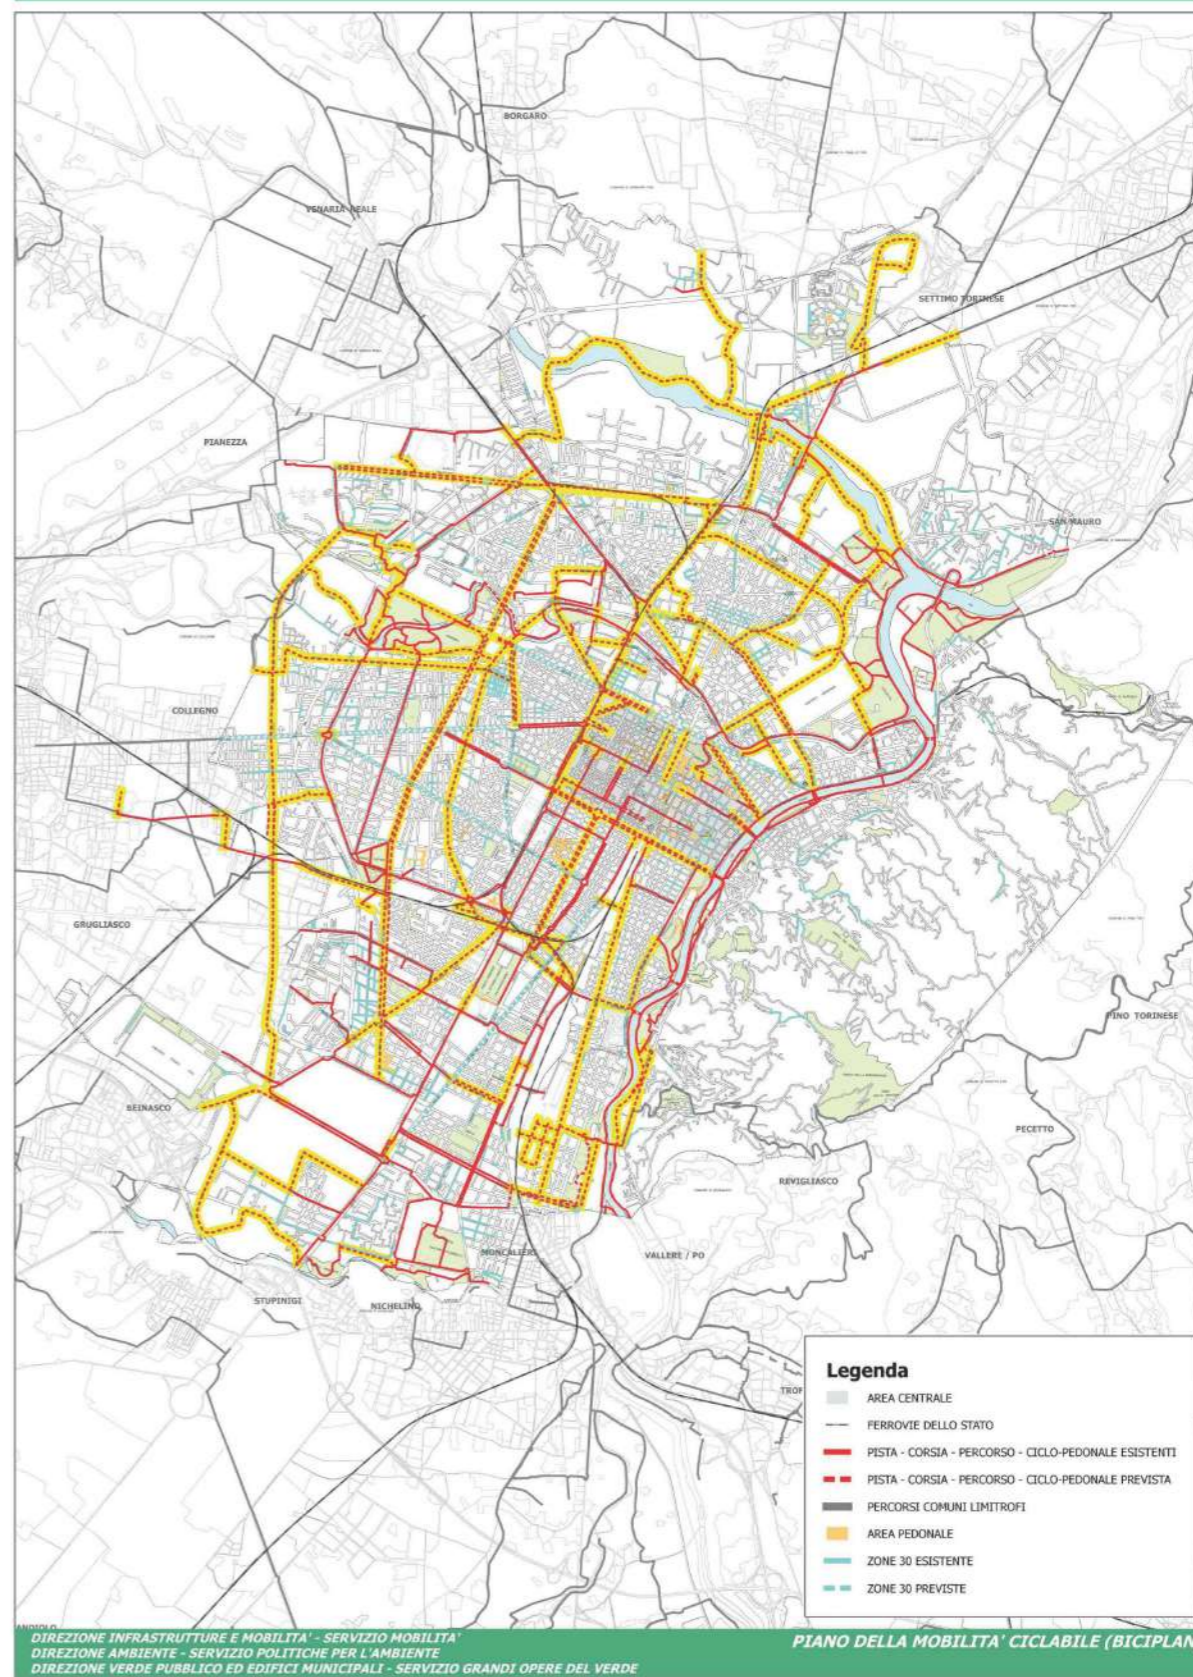 BORGARO
VENARIA REALE
SETTIMO TORINESE
PIANEZZA
SAN MAURO
COLLEGNO
GRUGLIASCO
PINO TORINESE
BEINASCO
PECETTO
REVIGLIASCO
MONCALIERI
VALLERE / PO
STUPINIGI
NICHELINO
TROF
Legenda
AREA CENTRALE
FERROVIE DELLO STATO
PISTA - CORSIA - PERCORSO - CICLO-PEDONALE ESISTENTI
PISTA - CORSIA - PERCORSO - CICLO-PEDONALE PREVISTA
PERCORSI COMUNI LIMITROFI
AREA PEDONALE
ZONE 30 ESISTENTE
ZONE 30 PREVISTE
DIREZIONE INFRASTRUTTURE E MOBILITA' - SERVIZIO MOBILITA'
DIREZIONE AMBIENTE - SERVIZIO POLITICHE PER L'AMBIENTE
DIREZIONE VERDE PUBBLICO ED EDIFICI MUNICIPALI - SERVIZIO GRANDI OPERE DEL VERDE
PIANO DELLA MOBILITA' CICLABILE (BICIPLAN